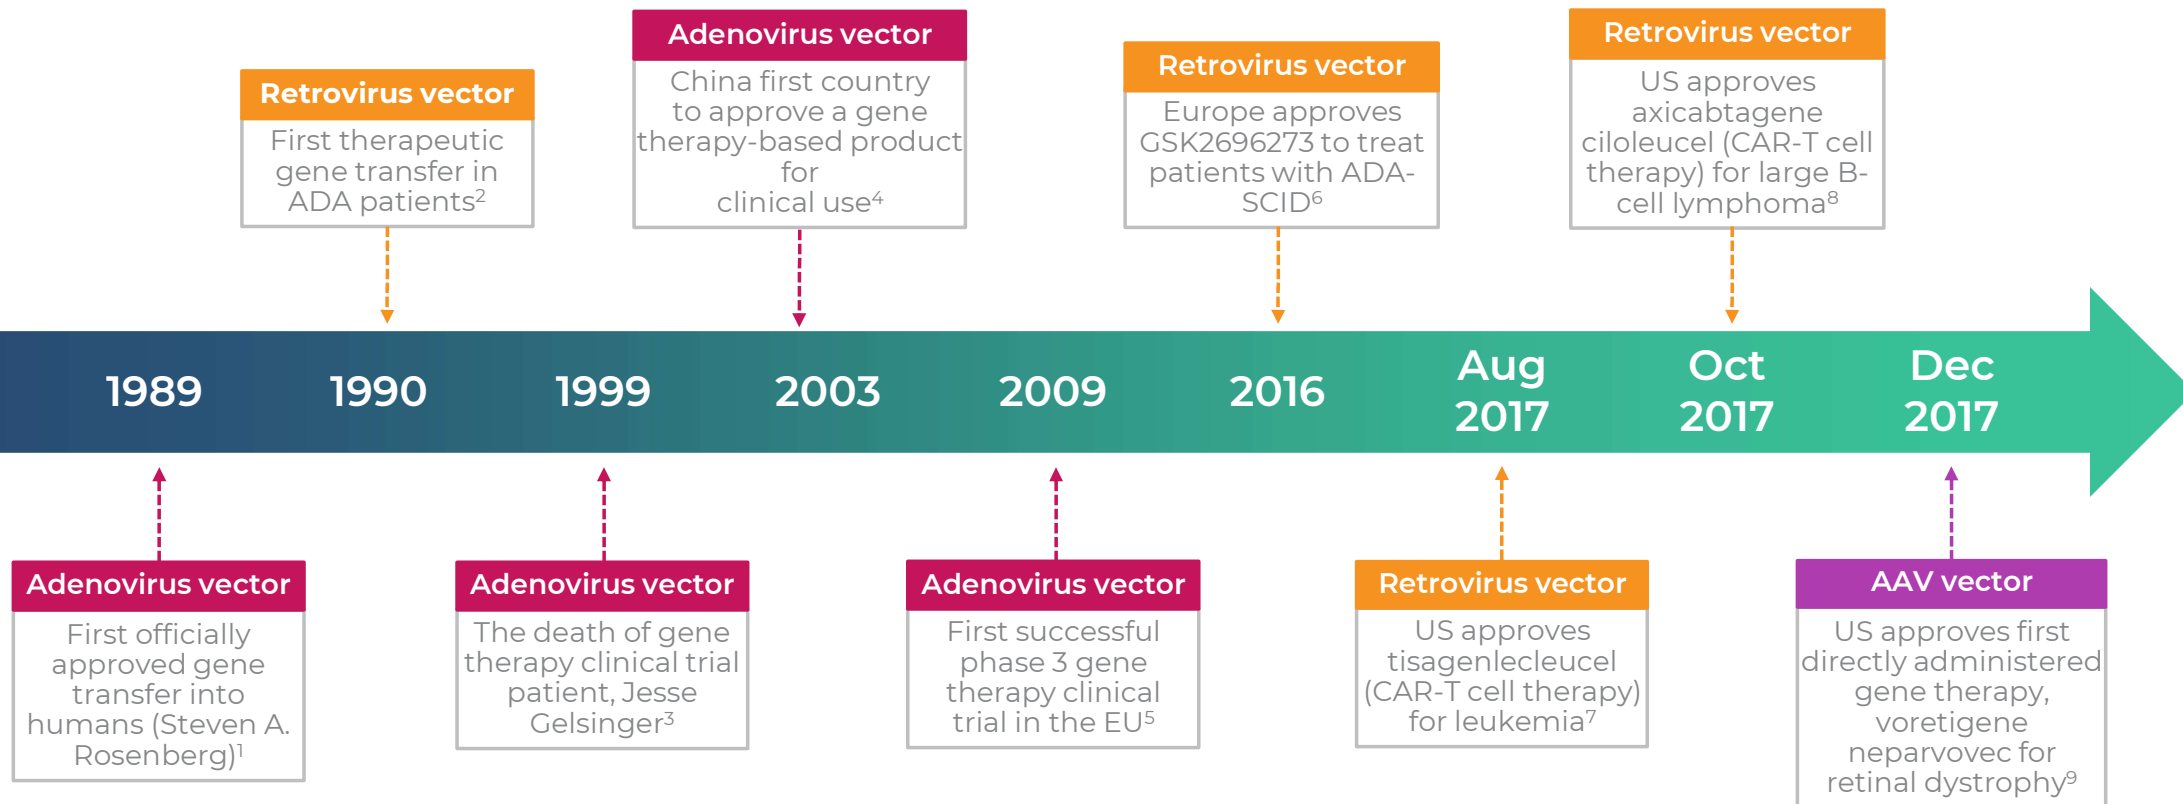 Retrovirus vector
First therapeutic
gene transfer in
ADA patients²
Adenovirus vector
China first country
to approve a gene
therapy-based product
for
clinical use⁴
Retrovirus vector
Europe approves
GSK2696273 to treat
patients with ADA-
SCID⁶
Retrovirus vector
US approves
axicabtagene
ciloleucel (CAR-T cell
therapy) for large B-
cell lymphoma⁸
1989
1990
1999
2003
2009
2016
Aug
2017
Oct
2017
Dec
2017
Adenovirus vector
First officially
approved gene
transfer into
humans (Steven A.
Rosenberg)¹
Adenovirus vector
The death of gene
therapy clinical trial
patient, Jesse
Gelsinger³
Adenovirus vector
First successful
phase 3 gene
therapy clinical
trial in the EU⁵
Retrovirus vector
US approves
tisagenlecleucel
(CAR-T cell therapy)
for leukemia⁷
AAV vector
US approves first
directly administered
gene therapy,
voretigene
neparvovec for
retinal dystrophy⁹